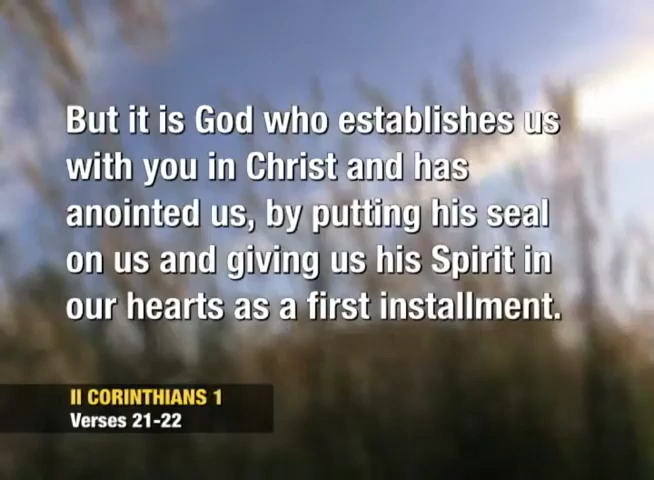 But it is God who establishes us
with you in Christ and has
anointed us, by putting his seal
on us and giving us his Spirit in
our hearts as a first installment.
II CORINTHIANS 1
Verses 21-22